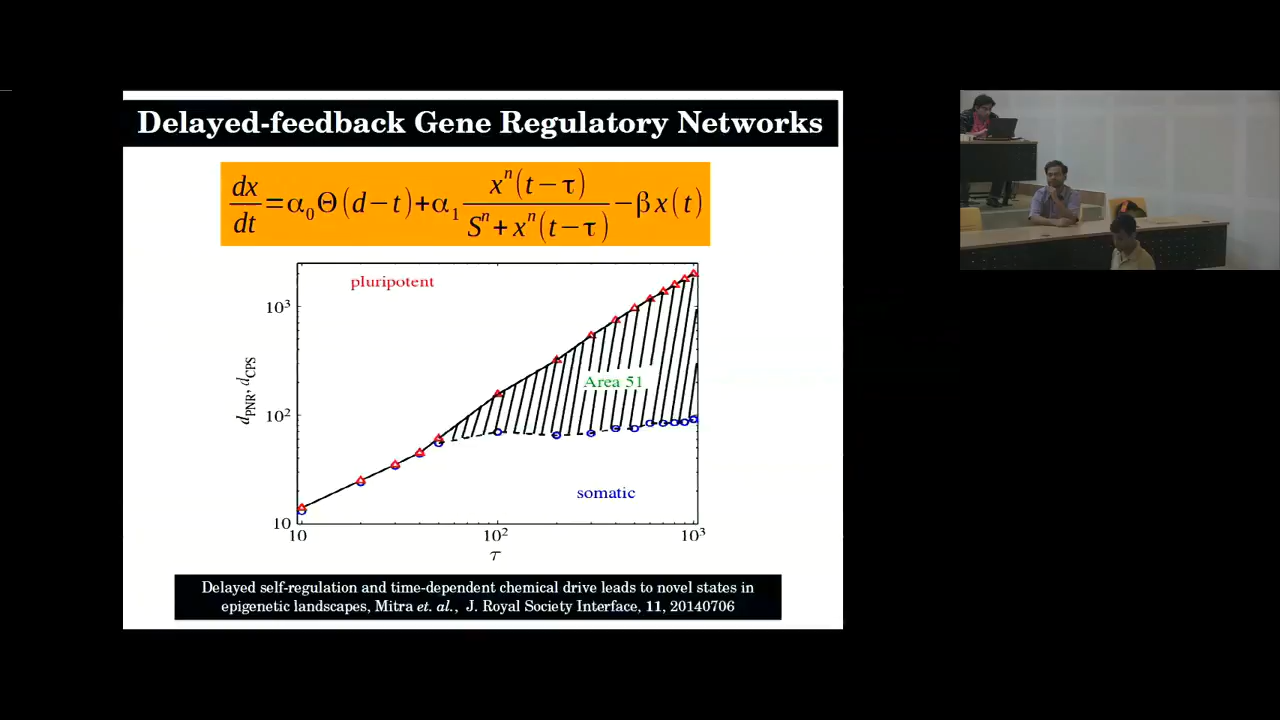 Delayed-feedback Gene Regulatory Networks
dx/dt=α₀Θ(d−t)+α₁ xⁿ(t−τ)/(Sⁿ+xⁿ(t−τ))−βx(t)
pluripotent
10³
Area 51
d_PNR, d_CPS
10²
somatic
10
10 10² 10³
τ
Delayed self-regulation and time-dependent chemical drive leads to novel states in
epigenetic landscapes, Mitra et. al., J. Royal Society Interface, 11, 20140706